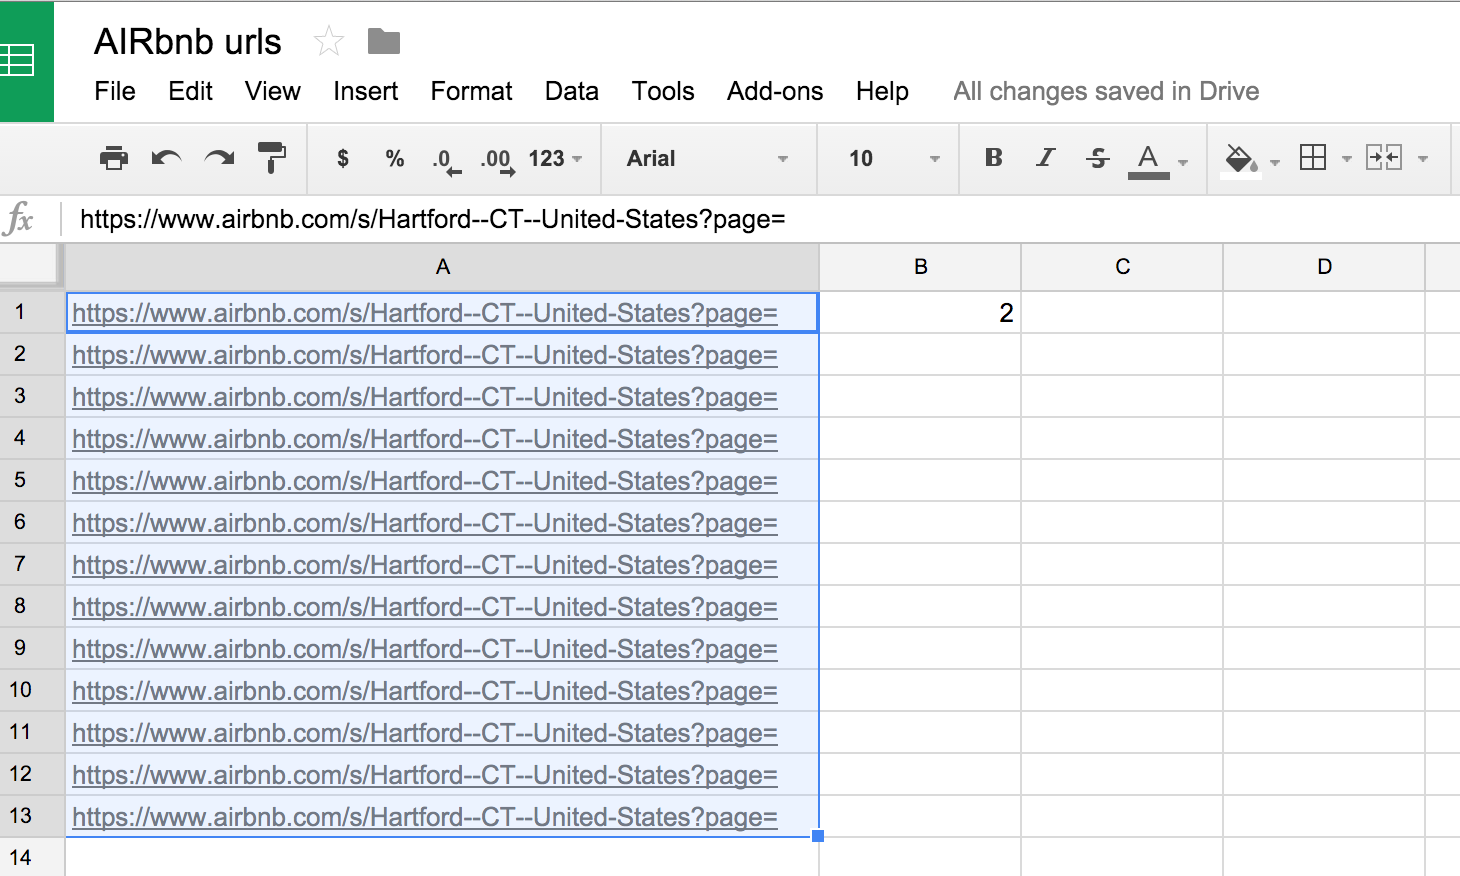 AIRbnb urls
File Edit View Insert Format Data Tools Add-ons Help All changes saved in Drive
$ % .0 .00 123 Arial 10 B I S A
fx https://www.airbnb.com/s/Hartford--CT--United-States?page=
A B C D
1 https://www.airbnb.com/s/Hartford--CT--United-States?page= 2
2 https://www.airbnb.com/s/Hartford--CT--United-States?page=
3 https://www.airbnb.com/s/Hartford--CT--United-States?page=
4 https://www.airbnb.com/s/Hartford--CT--United-States?page=
5 https://www.airbnb.com/s/Hartford--CT--United-States?page=
6 https://www.airbnb.com/s/Hartford--CT--United-States?page=
7 https://www.airbnb.com/s/Hartford--CT--United-States?page=
8 https://www.airbnb.com/s/Hartford--CT--United-States?page=
9 https://www.airbnb.com/s/Hartford--CT--United-States?page=
10 https://www.airbnb.com/s/Hartford--CT--United-States?page=
11 https://www.airbnb.com/s/Hartford--CT--United-States?page=
12 https://www.airbnb.com/s/Hartford--CT--United-States?page=
13 https://www.airbnb.com/s/Hartford--CT--United-States?page=
14